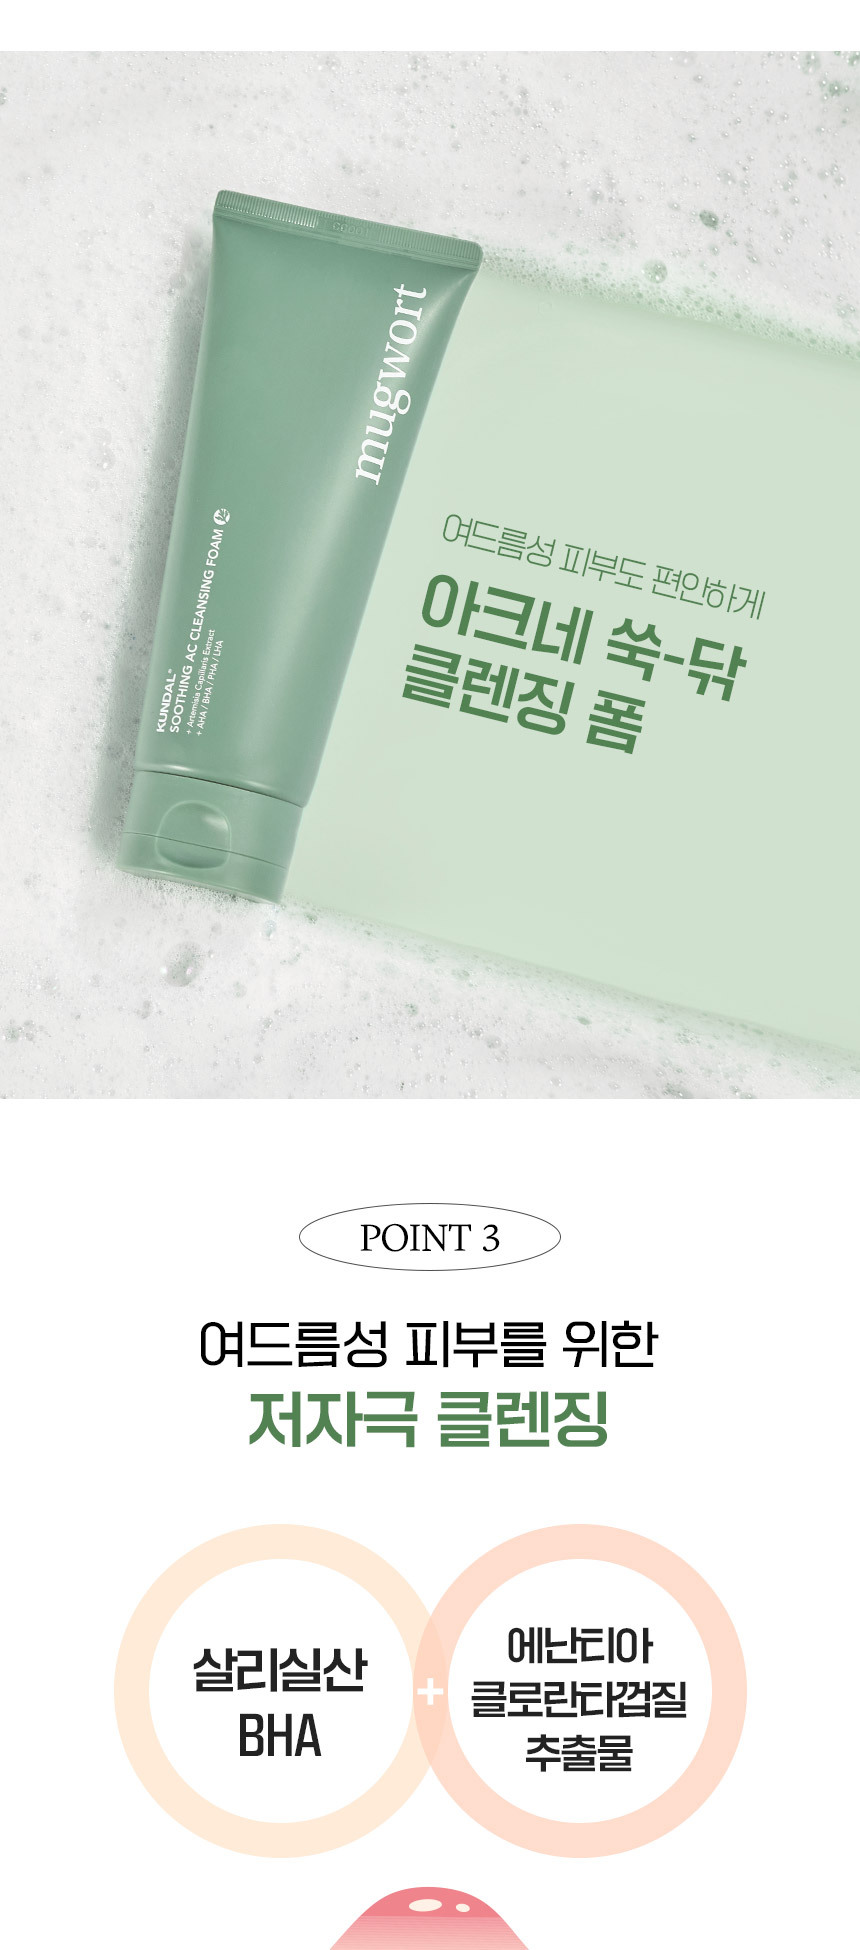 mugwort
KUNDAL®
SOOTHING AC CLEANSING FOAM
+ Artemisia Capillaris Extract
+ AHA / BHA / PHA / LHA
여드름성 피부도 편안하게
아크네 쑥-닦
클렌징 폼
POINT 3
여드름성 피부를 위한
저자극 클렌징
살리실산
BHA
+
에난티아
클로란타껍질
추출물